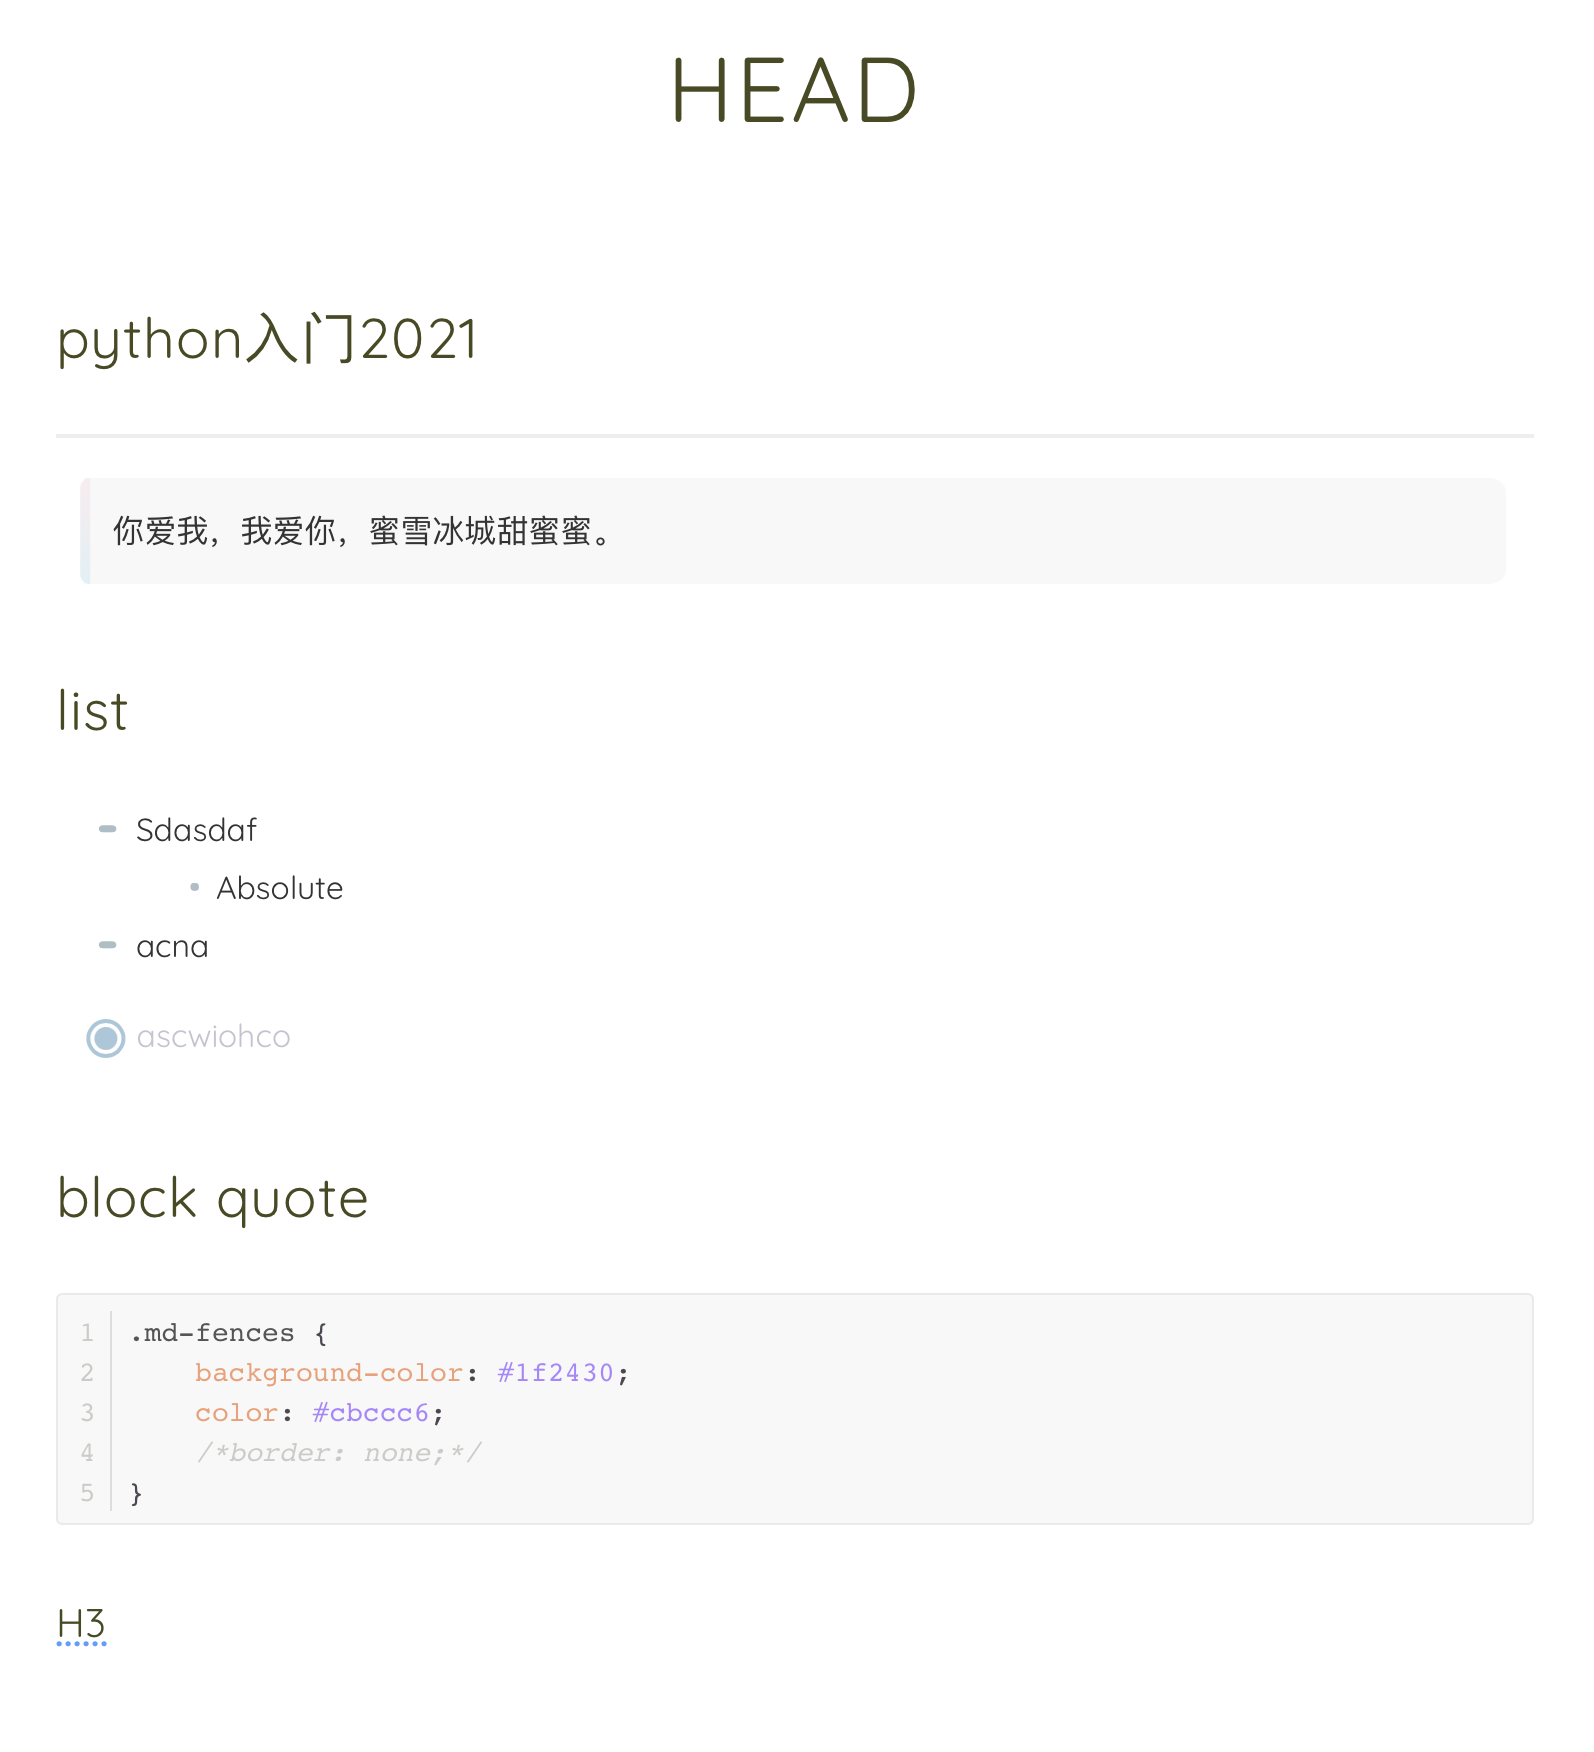 HEAD
python入门2021
你爱我，我爱你，蜜雪冰城甜蜜蜜。
list
Sdasdaf
Absolute
acna
ascwiohco
block quote
1 .md-fences {
2     background-color: #1f2430;
3     color: #cbccc6;
4     /*border: none;*/
5 }
H3